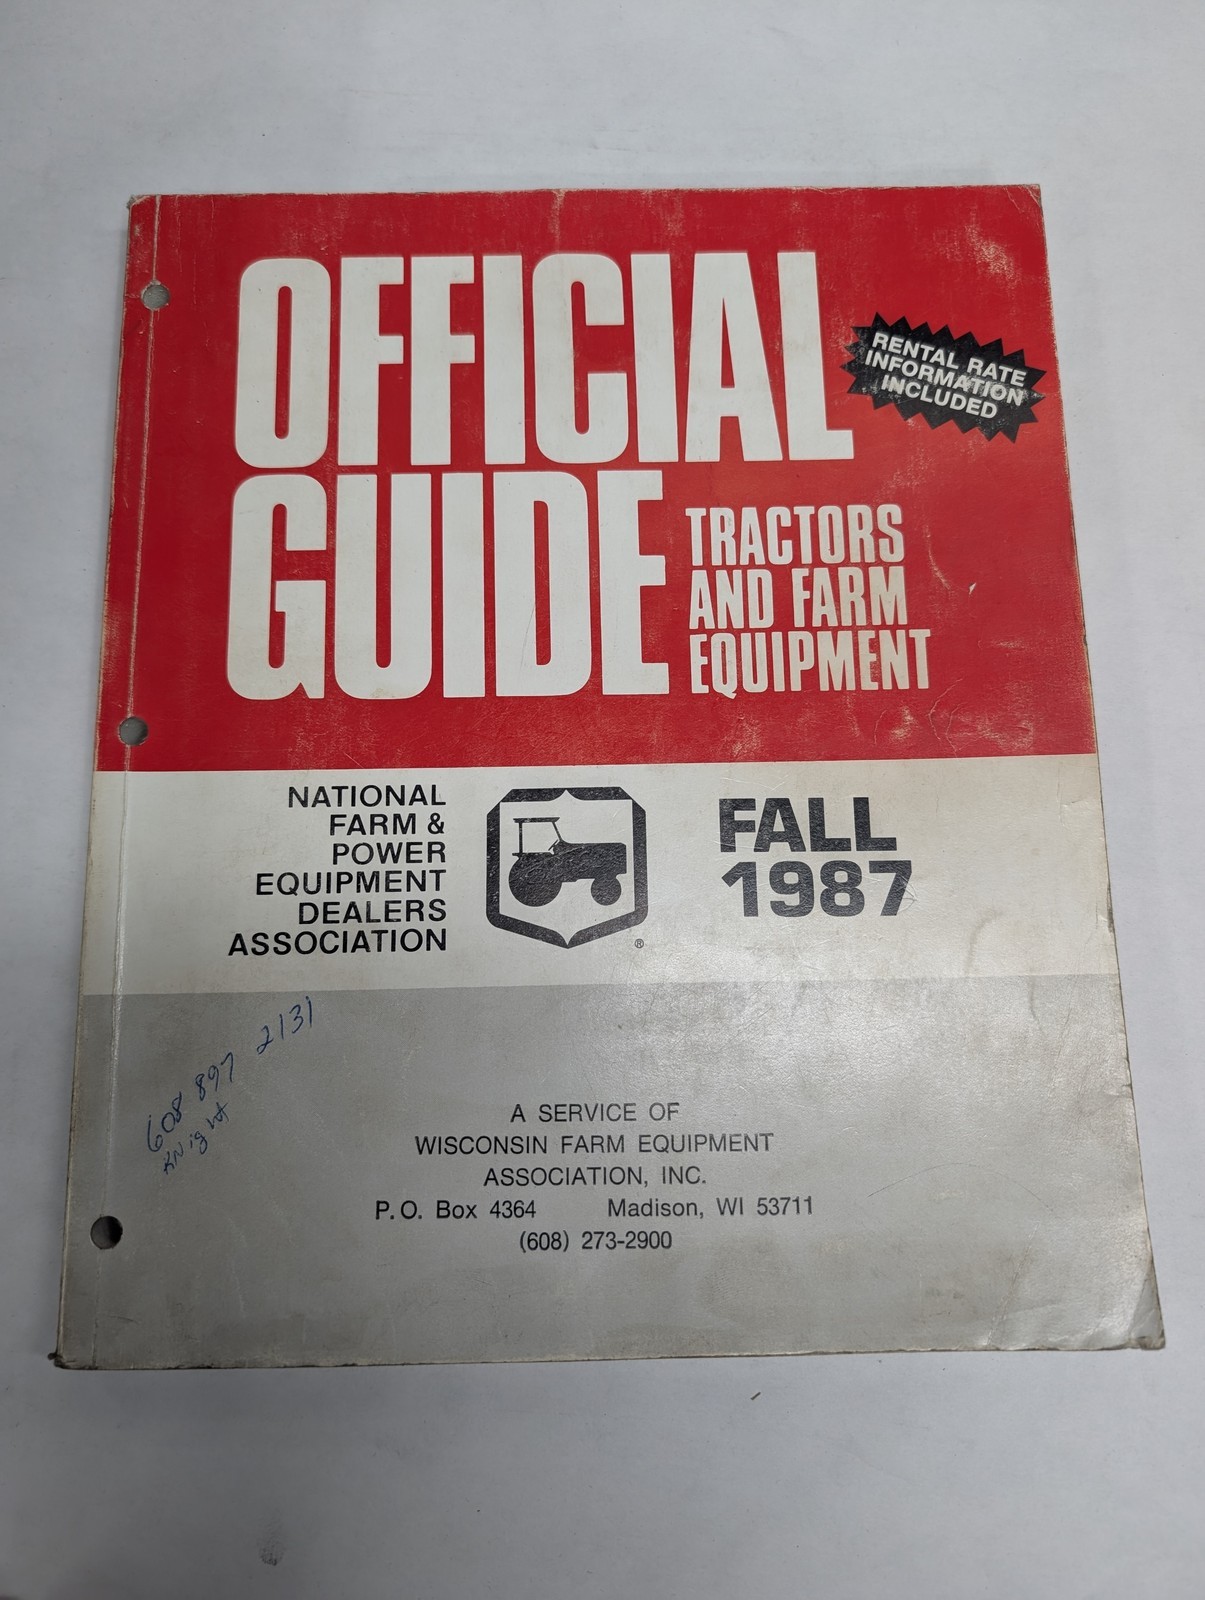 OFFICIAL
GUIDE
TRACTORS
AND FARM
EQUIPMENT
RENTAL RATE
INFORMATION
INCLUDED
NATIONAL
FARM &
POWER
EQUIPMENT
DEALERS
ASSOCIATION
®
FALL
1987
608 897 2131
Knight
A SERVICE OF
WISCONSIN FARM EQUIPMENT
ASSOCIATION, INC.
P.O. Box 4364 Madison, WI 53711
(608) 273-2900